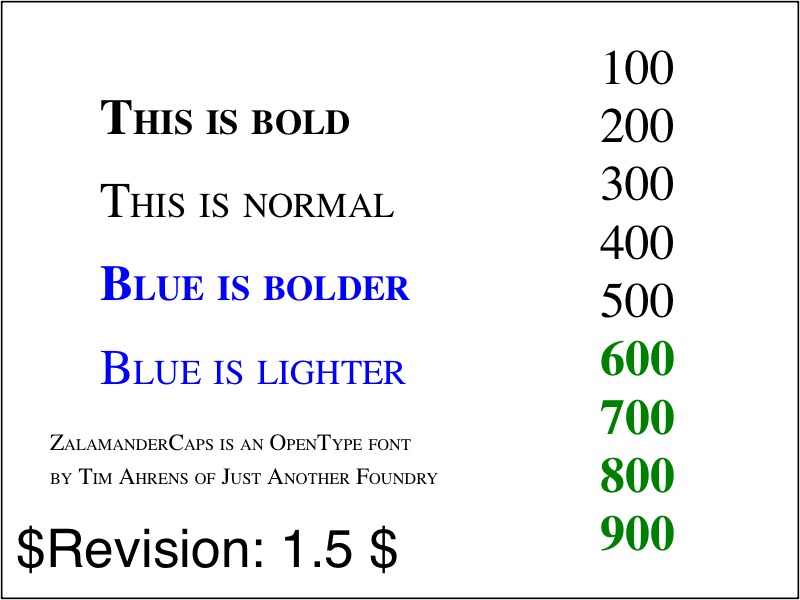 This is bold
This is normal
Blue is bolder
Blue is lighter
ZalamanderCaps is an OpenType font
by Tim Ahrens of Just Another Foundry
$Revision: 1.5 $
100
200
300
400
500
600
700
800
900